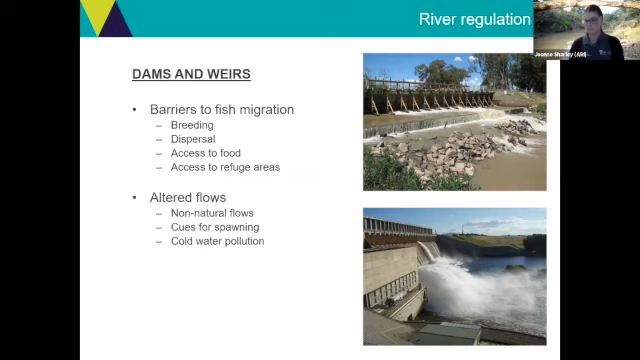 River regulation
Joanne Sharley (ARI)
DAMS AND WEIRS
• Barriers to fish migration
– Breeding
– Dispersal
– Access to food
– Access to refuge areas
• Altered flows
– Non-natural flows
– Cues for spawning
– Cold water pollution